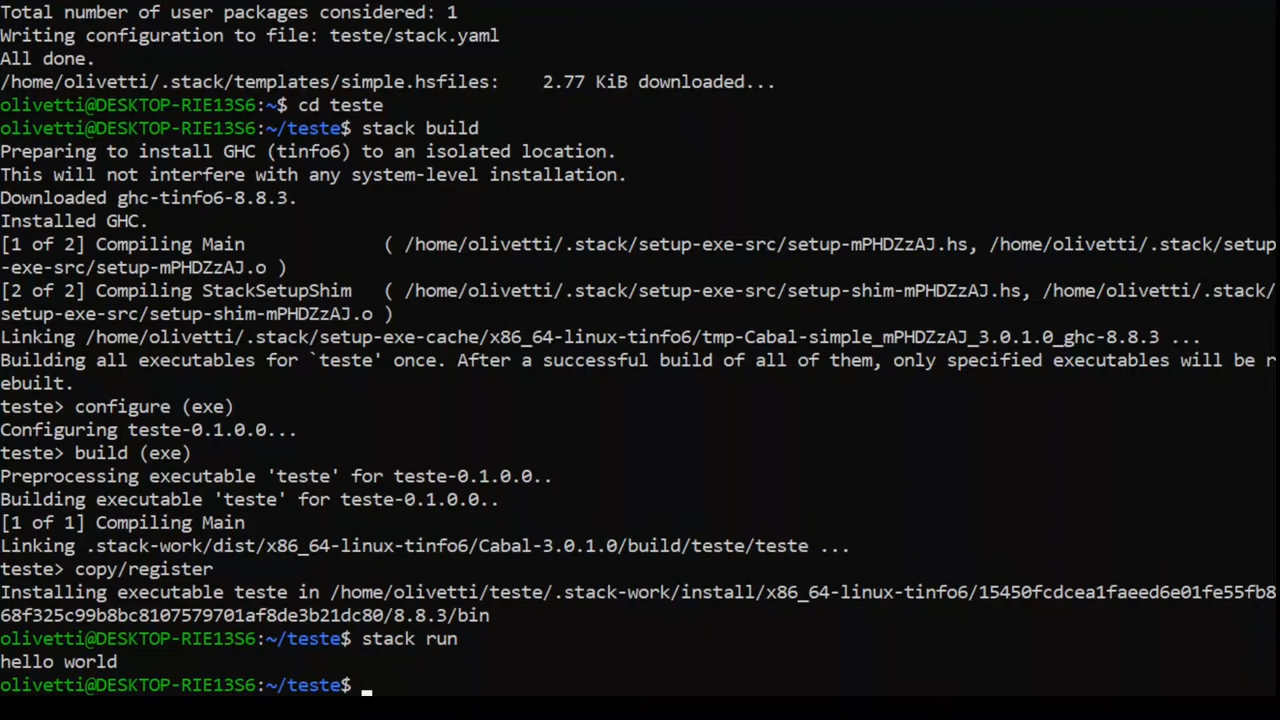 Total number of user packages considered: 1
Writing configuration to file: teste/stack.yaml
All done.
/home/olivetti/.stack/templates/simple.hsfiles:    2.77 KiB downloaded...
olivetti@DESKTOP-RIE13S6:~$ cd teste
olivetti@DESKTOP-RIE13S6:~/teste$ stack build
Preparing to install GHC (tinfo6) to an isolated location.
This will not interfere with any system-level installation.
Downloaded ghc-tinfo6-8.8.3.
Installed GHC.
[1 of 2] Compiling Main             ( /home/olivetti/.stack/setup-exe-src/setup-mPHDZzAJ.hs, /home/olivetti/.stack/setup
-exe-src/setup-mPHDZzAJ.o )
[2 of 2] Compiling StackSetupShim   ( /home/olivetti/.stack/setup-exe-src/setup-shim-mPHDZzAJ.hs, /home/olivetti/.stack/
setup-exe-src/setup-shim-mPHDZzAJ.o )
Linking /home/olivetti/.stack/setup-exe-cache/x86_64-linux-tinfo6/tmp-Cabal-simple_mPHDZzAJ_3.0.1.0_ghc-8.8.3 ...
Building all executables for `teste' once. After a successful build of all of them, only specified executables will be r
ebuilt.
teste> configure (exe)
Configuring teste-0.1.0.0...
teste> build (exe)
Preprocessing executable 'teste' for teste-0.1.0.0..
Building executable 'teste' for teste-0.1.0.0..
[1 of 1] Compiling Main
Linking .stack-work/dist/x86_64-linux-tinfo6/Cabal-3.0.1.0/build/teste/teste ...
teste> copy/register
Installing executable teste in /home/olivetti/teste/.stack-work/install/x86_64-linux-tinfo6/15450fcdcea1faeed6e01fe55fb8
68f325c99b8bc8107579701af8de3b21dc80/8.8.3/bin
olivetti@DESKTOP-RIE13S6:~/teste$ stack run
hello world
olivetti@DESKTOP-RIE13S6:~/teste$